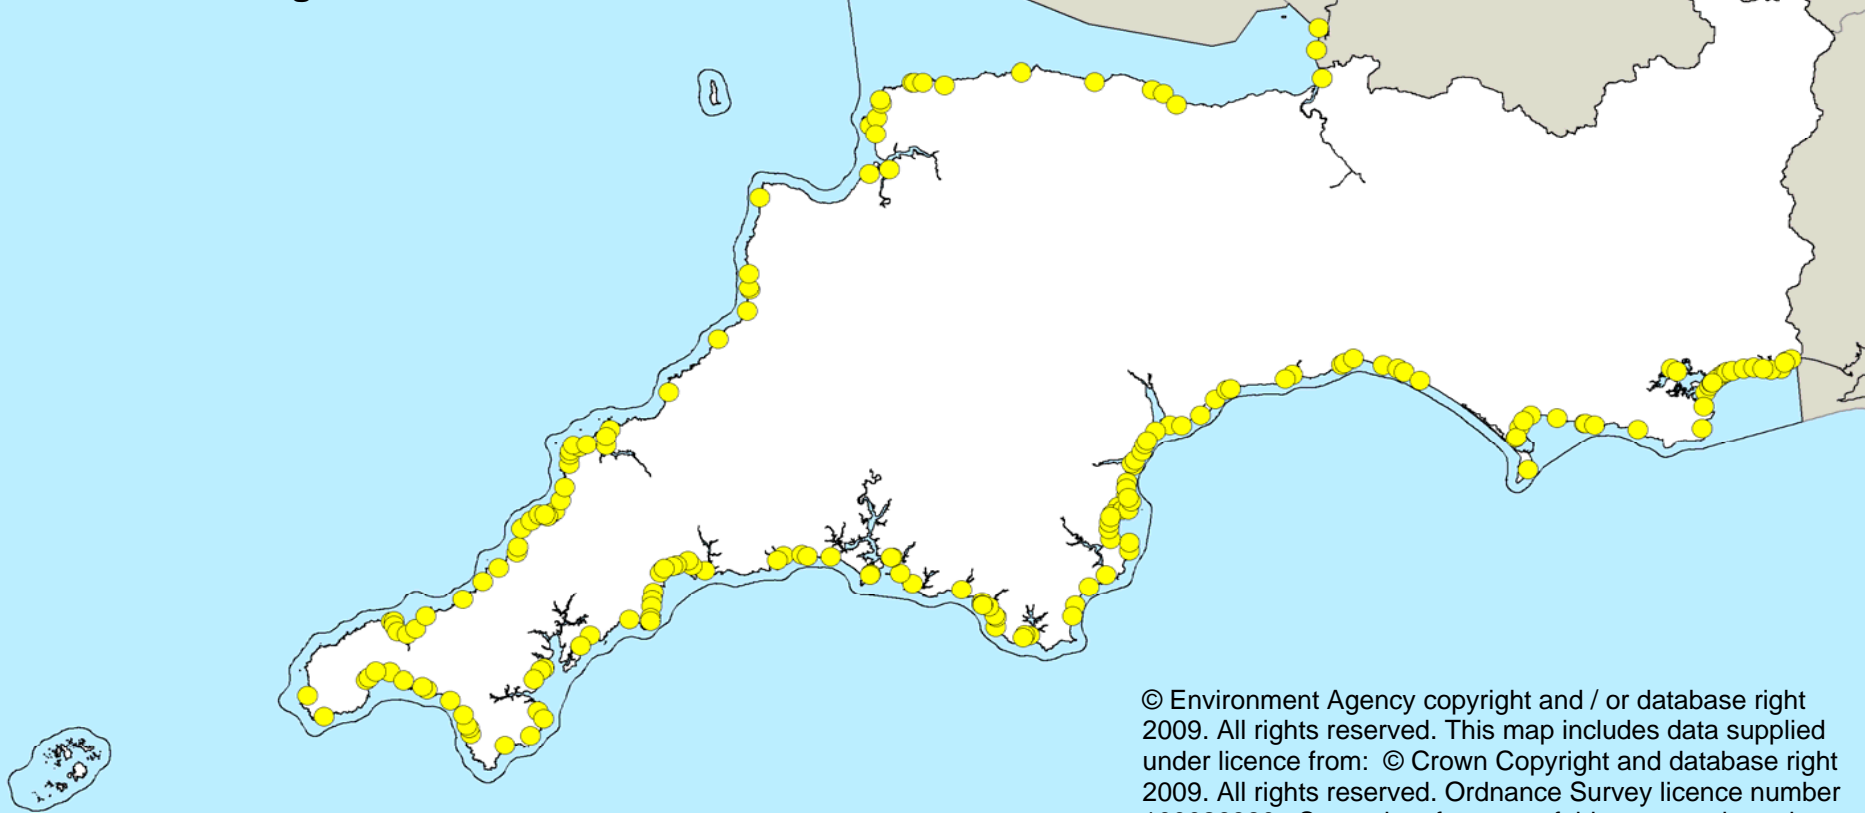 © Environment Agency copyright and / or database right
2009. All rights reserved. This map includes data supplied
under licence from: © Crown Copyright and database right
2009. All rights reserved. Ordnance Survey licence number